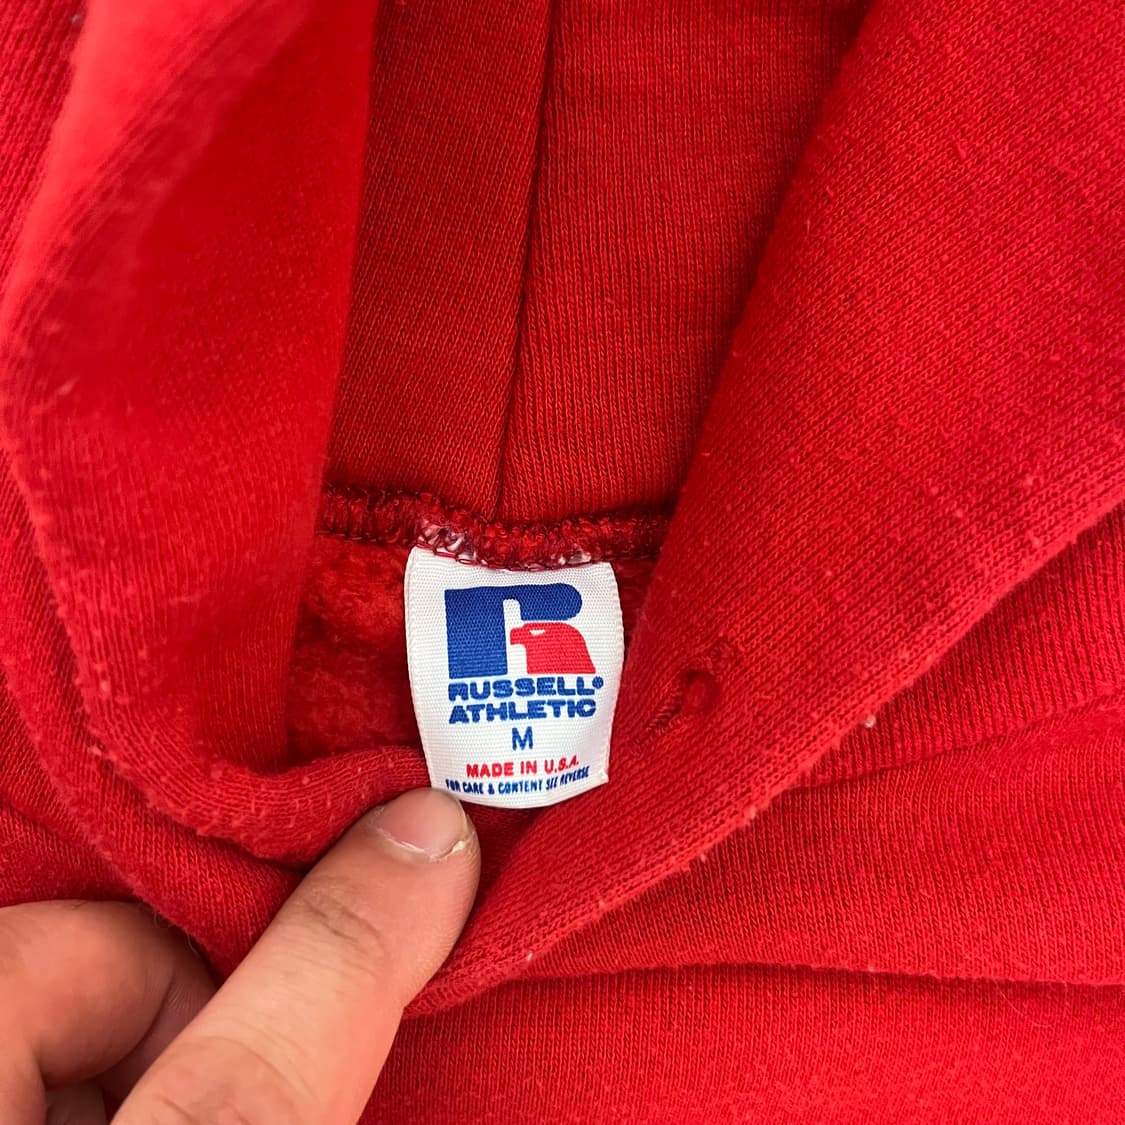 RUSSELL®
ATHLETIC
M
MADE IN U.S.A.
FOR CARE & CONTENT SEE REVERSE